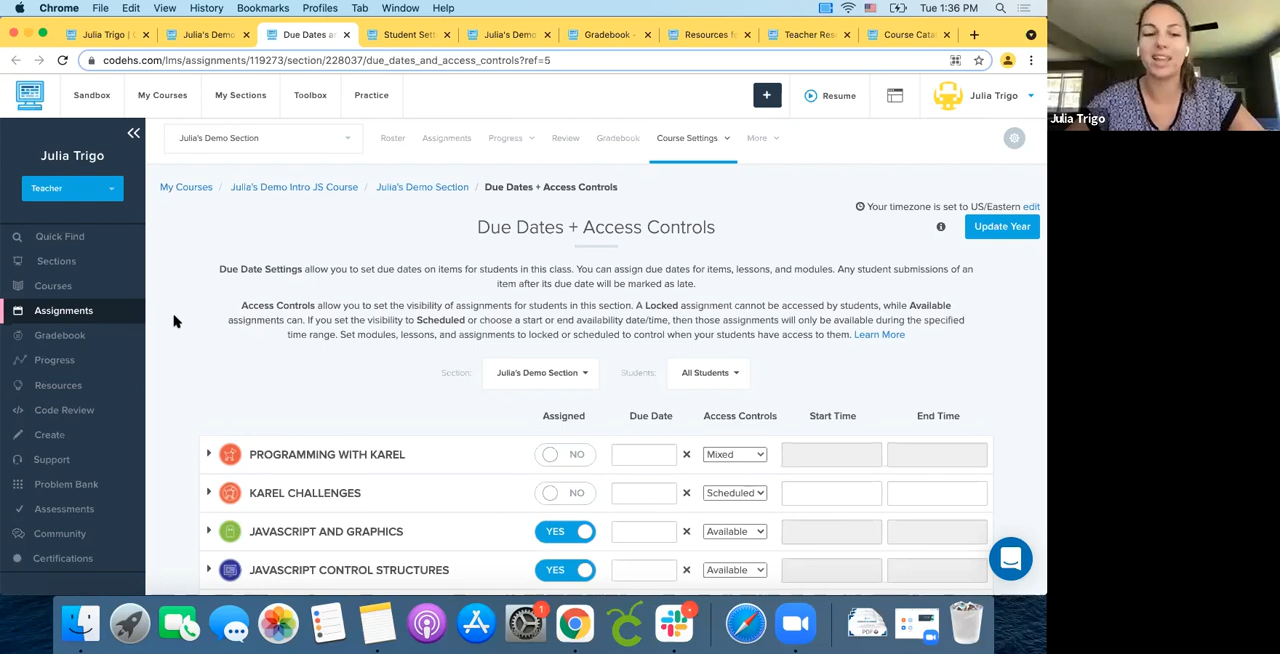 Chrome File Edit View History Bookmarks Profiles Tab Window Help Tue 1:36 PM
Julia Trigo | C Julia's Demo Due Dates an Student Sett Julia's Demo Gradebook - Resources fo Teacher Res Course Cata
codehs.com/lms/assignments/119273/section/228037/due_dates_and_access_controls?ref=5
Sandbox My Courses My Sections Toolbox Practice + Resume Julia Trigo
Julia Trigo
Julia's Demo Section Roster Assignments Progress Review Gradebook Course Settings More
Julia Trigo
Teacher
Quick Find
Sections
Courses
Assignments
Gradebook
Progress
Resources
Code Review
Create
Support
Problem Bank
Assessments
Community
Certifications
My Courses / Julia's Demo Intro JS Course / Julia's Demo Section / Due Dates + Access Controls
Your timezone is set to US/Eastern edit
Due Dates + Access Controls
Update Year
Due Date Settings allow you to set due dates on items for students in this class. You can assign due dates for items, lessons, and modules. Any student submissions of an
item after its due date will be marked as late.
Access Controls allow you to set the visibility of assignments for students in this section. A Locked assignment cannot be accessed by students, while Available
assignments can. If you set the visibility to Scheduled or choose a start or end availability date/time, then those assignments will only be available during the specified
time range. Set modules, lessons, and assignments to locked or scheduled to control when your students have access to them. Learn More
Section: Julia's Demo Section Students: All Students
Assigned Due Date Access Controls Start Time End Time
PROGRAMMING WITH KAREL NO Mixed
KAREL CHALLENGES NO Scheduled
JAVASCRIPT AND GRAPHICS YES Available
JAVASCRIPT CONTROL STRUCTURES YES Available
1
PDF